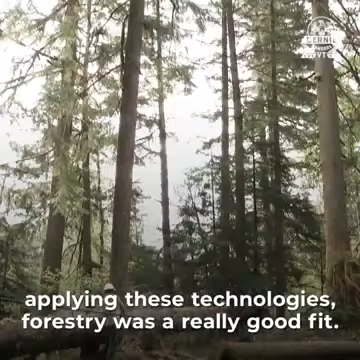 applying these technologies,
forestry was a really good fit.